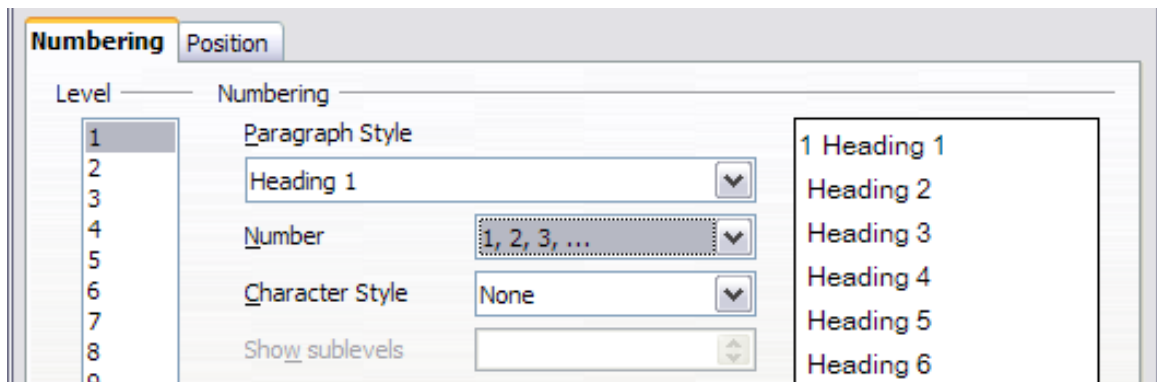 Numbering Position
Level Numbering
1
2
3
4
5
6
7
8
9
Paragraph Style
Heading 1
Number 1, 2, 3, ...
Character Style None
Show sublevels
1 Heading 1
Heading 2
Heading 3
Heading 4
Heading 5
Heading 6